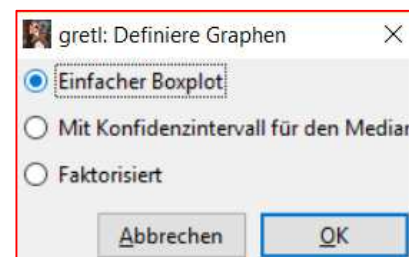 gretl: Definiere Graphen
Einfacher Boxplot
Mit Konfidenzintervall für den Median
Faktorisiert
Abbrechen OK